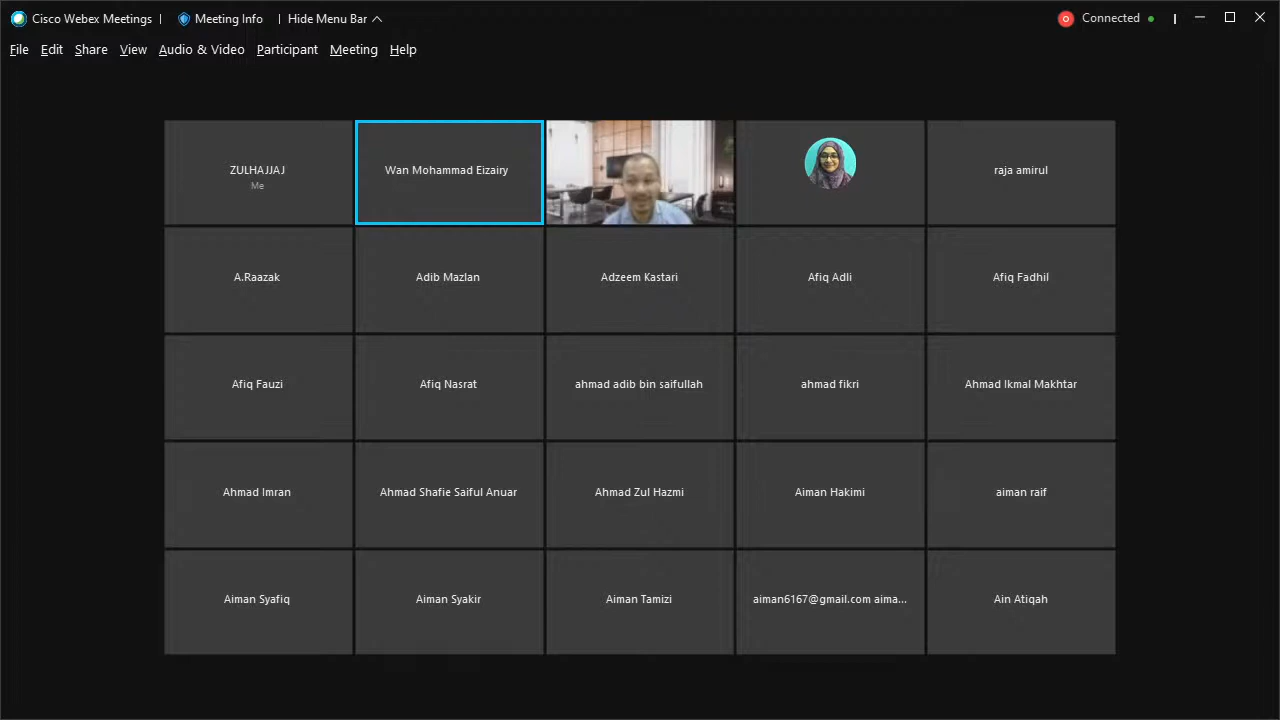 Cisco Webex Meetings | Meeting Info | Hide Menu Bar Connected
File Edit Share View Audio & Video Participant Meeting Help
ZULHAJJAJ Wan Mohammad Eizairy raja amirul
Me
A.Raazak Adib Mazlan Adzeem Kastari Afiq Adli Afiq Fadhil
Afiq Fauzi Afiq Nasrat ahmad adib bin saifullah ahmad fikri Ahmad Ikmal Makhtar
Ahmad Imran Ahmad Shafie Saiful Anuar Ahmad Zul Hazmi Aiman Hakimi aiman raif
Aiman Syafiq Aiman Syakir Aiman Tamizi aiman6167@gmail.com aima... Ain Atiqah